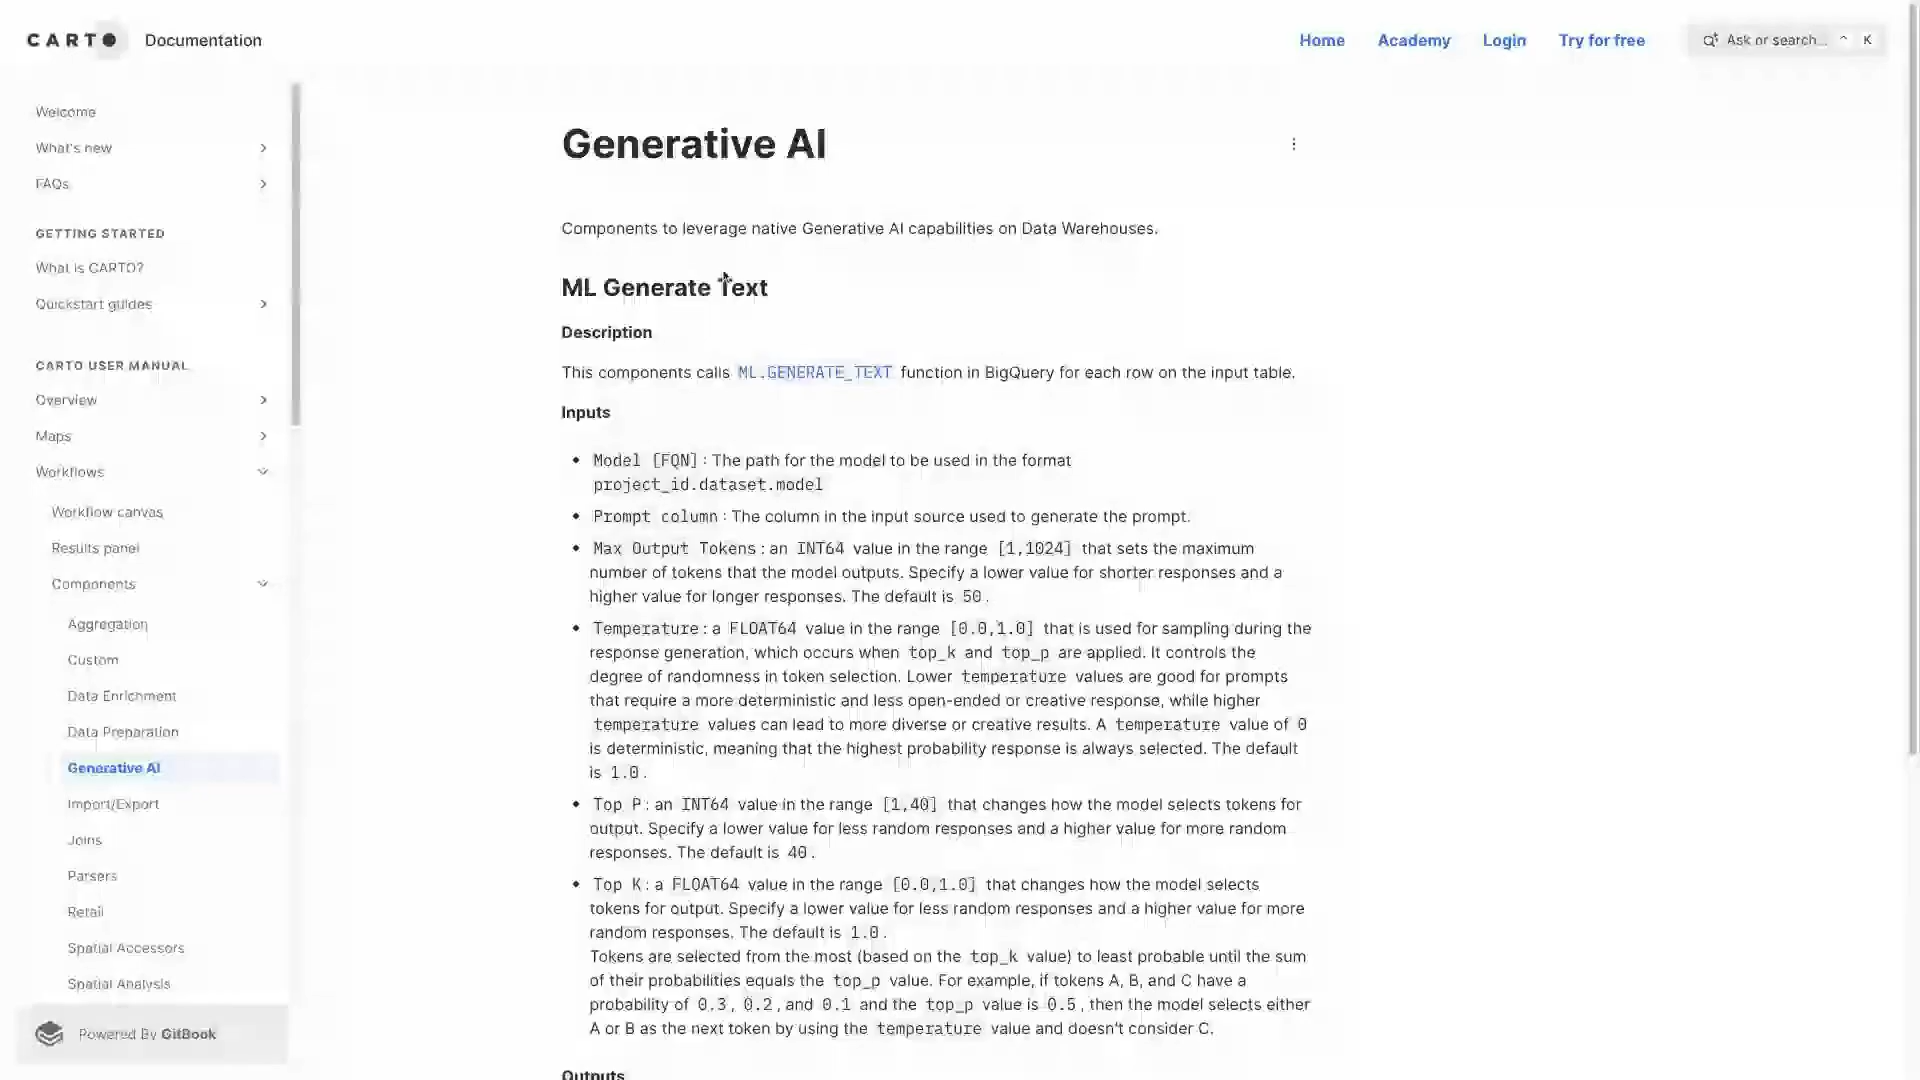 CARTO Documentation
Home Academy Login Try for free Ask or search... ^ K
Welcome
What's new
FAQs
GETTING STARTED
What is CARTO?
Quickstart guides
CARTO USER MANUAL
Overview
Maps
Workflows
Workflow canvas
Results panel
Components
Aggregation
Custom
Data Enrichment
Data Preparation
Generative AI
Import/Export
Joins
Parsers
Retail
Spatial Accessors
Spatial Analysis
Powered By GitBook
Generative AI
Components to leverage native Generative AI capabilities on Data Warehouses.
ML Generate Text
Description
This components calls ML.GENERATE_TEXT function in BigQuery for each row on the input table.
Inputs
• Model [FQN]: The path for the model to be used in the format
project_id.dataset.model
• Prompt column: The column in the input source used to generate the prompt.
• Max Output Tokens: an INT64 value in the range [1,1024] that sets the maximum
number of tokens that the model outputs. Specify a lower value for shorter responses and a
higher value for longer responses. The default is 50.
• Temperature: a FLOAT64 value in the range [0.0,1.0] that is used for sampling during the
response generation, which occurs when top_k and top_p are applied. It controls the
degree of randomness in token selection. Lower temperature values are good for prompts
that require a more deterministic and less open-ended or creative response, while higher
temperature values can lead to more diverse or creative results. A temperature value of 0
is deterministic, meaning that the highest probability response is always selected. The default
is 1.0.
• Top P: an INT64 value in the range [1,40] that changes how the model selects tokens for
output. Specify a lower value for less random responses and a higher value for more random
responses. The default is 40.
• Top K: a FLOAT64 value in the range [0.0,1.0] that changes how the model selects
tokens for output. Specify a lower value for less random responses and a higher value for more
random responses. The default is 1.0.
Tokens are selected from the most (based on the top_k value) to least probable until the sum
of their probabilities equals the top_p value. For example, if tokens A, B, and C have a
probability of 0.3, 0.2, and 0.1 and the top_p value is 0.5, then the model selects either
A or B as the next token by using the temperature value and doesn't consider C.
Outputs